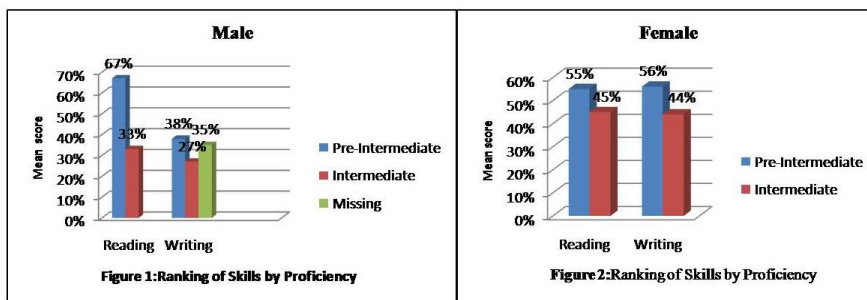 Male
70%
60%
50%
40%
30%
20%
10%
0%
Mean score
67%
33%
38%
27%
35%
Reading Writing
Pre-Intermediate
Intermediate
Missing
Figure 1:Ranking of Skills by Proficiency
Female
60%
50%
40%
30%
20%
10%
0%
Mean score
55%
45%
56%
44%
Reading Writing
Pre-Intermediate
Intermediate
Figure 2:Ranking of Skills by Proficiency